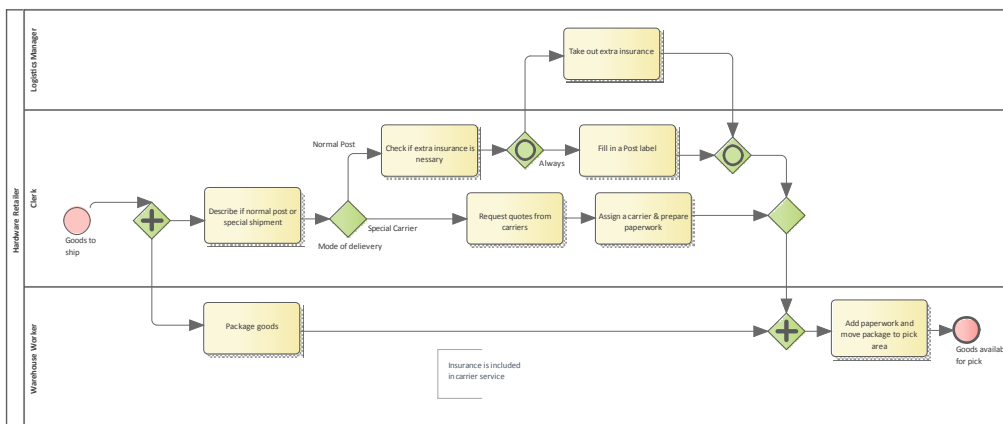 Hardware Retailer
Logistics Manager
Take out extra insurance
Clerk
Normal Post
Check if extra insurance is
nessary
Always
Fill in a Post label
Goods to
ship
Describe if normal post or
special shipment
Special Carrier
Mode of delievery
Request quotes from
carriers
Assign a carrier & prepare
paperwork
Warehouse Worker
Package goods
Insurance is included
in carrier service
Add paperwork and
move package to pick
area
Goods availab
for pick